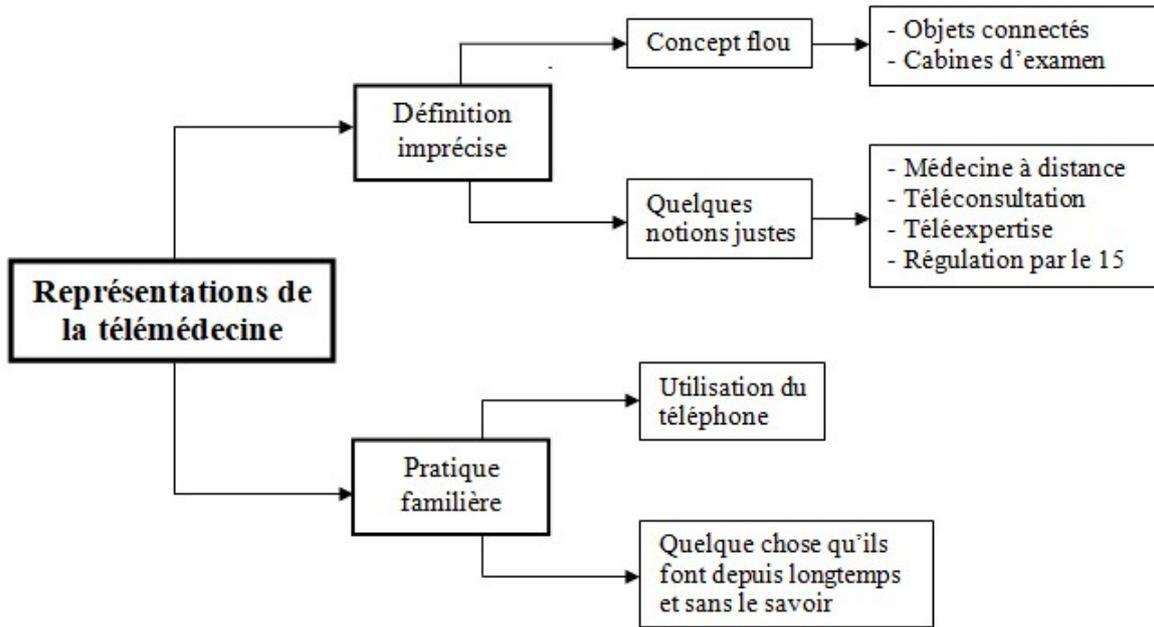 Concept flou
- Objets connectés
- Cabines d'examen
Définition
imprécise
Quelques
notions justes
- Médecine à distance
- Téléconsultation
- Téléexpertise
- Régulation par le 15
Représentations de
la télémédecine
Utilisation du
téléphone
Pratique
familière
Quelque chose qu'ils
font depuis longtemps
et sans le savoir